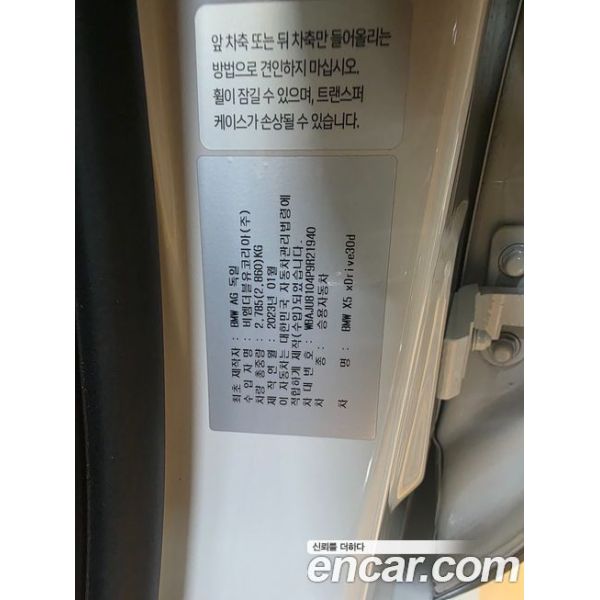 앞 차축 또는 뒤 차축만 들어올리는
방법으로 견인하지 마십시오.
휠이 잠길 수 있으며, 트랜스퍼
케이스가 손상될 수 있습니다.
최초 제작자 : BMW AG 독일
수 입 자 명 : 비엠더블유코리아(주)
차량 총중량 : 2,785(2,860)KG
제 작 연 월 : 2023년 01월
이 자동차는 대한민국 자동차관리법령에
적합하게 제작(수입)되었습니다.
차 대 번 호 : WBAJU8104P9R21940
차 종 : 승용자동차
차 명 : BMW X5 xDrive30d
신뢰를 더하다
encar.com